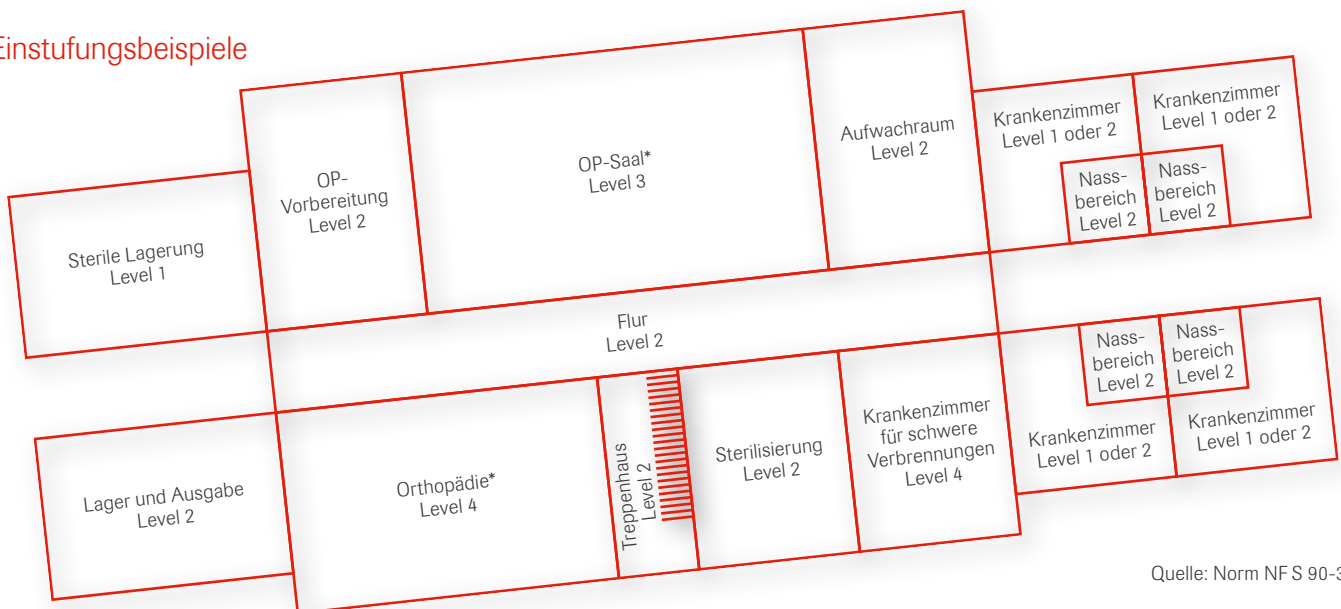 Einstufungsbeispiele
Sterile Lagerung
Level 1
OP-
Vorbereitung
Level 2
OP-Saal*
Level 3
Aufwachraum
Level 2
Krankenzimmer
Level 1 oder 2
Krankenzimmer
Level 1 oder 2
Nass-
bereich
Level 2
Nass-
bereich
Level 2
Flur
Level 2
Lager und Ausgabe
Level 2
Orthopädie*
Level 4
Treppenhaus
Level 2
Sterilisierung
Level 2
Krankenzimmer
für schwere
Verbrennungen
Level 4
Nass-
bereich
Level 2
Nass-
bereich
Level 2
Krankenzimmer
Level 1 oder 2
Krankenzimmer
Level 1 oder 2
Quelle: Norm NF S 90-3